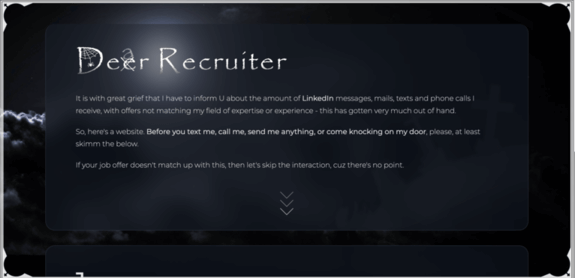 Deer Recruiter
It is with great grief that I have to inform U about the amount of LinkedIn messages, mails, texts and phone calls I
receive, with offers not matching my field of expertise or experience - this has gotten very much out of hand.
So, here's a website. Before you text me, call me, send me anything, or come knocking on my door, please, at least
skimm the below.
If your job offer doesn't match up with this, then let's skip the interaction, cuz there's no point.